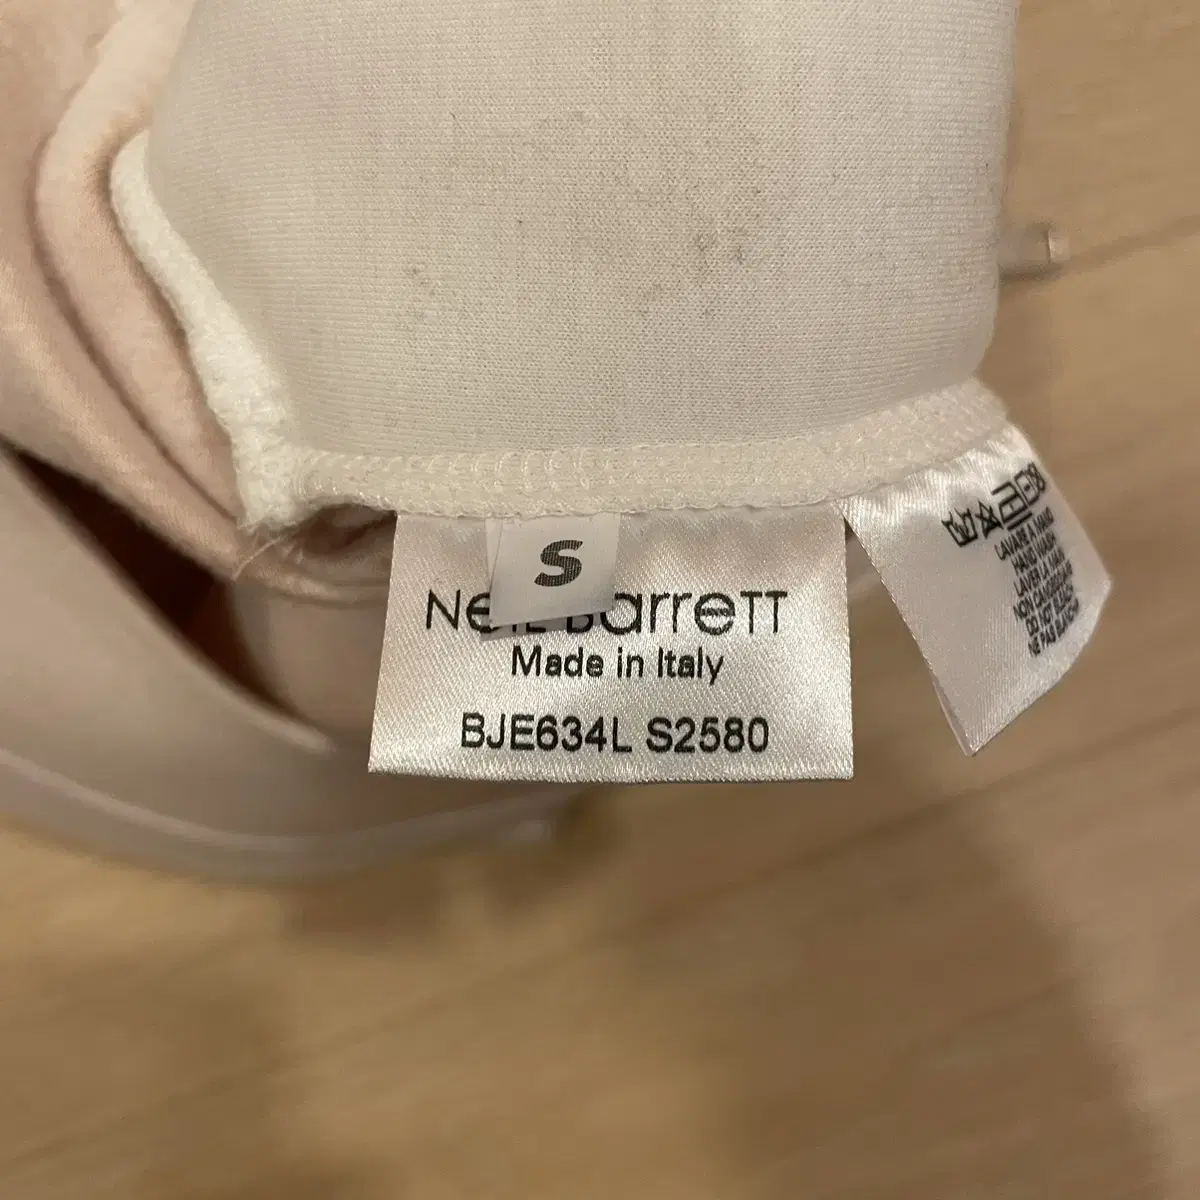 S
Neil Barrett
Made in Italy
BJE634L S2580
LAVARE A MANO
HAND WASH
LAVER LA MAIN
NON CANDEGGIARE
DO NOT BLEACH
NE PAS BLANCHIR